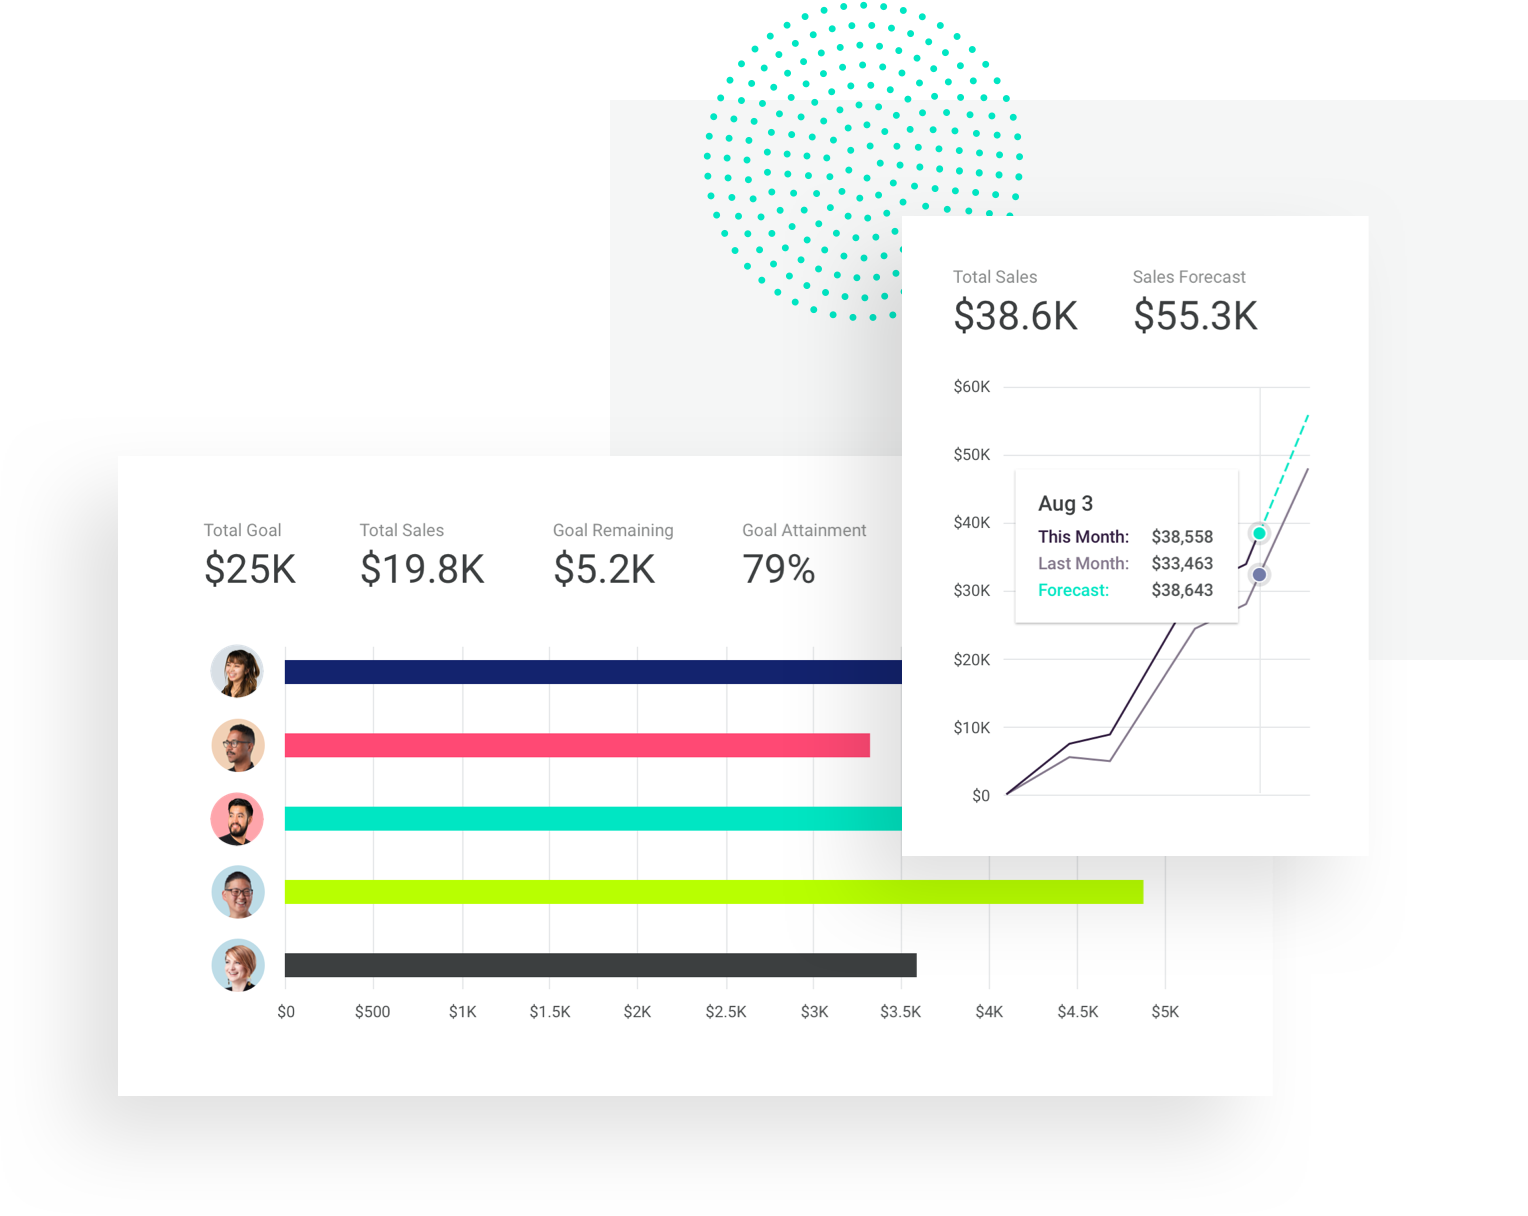 Total Sales
$38.6K
Sales Forecast
$55.3K
$60K
$50K
$40K
$30K
$20K
$10K
$0
Aug 3
This Month: $38,558
Last Month: $33,463
Forecast: $38,643
Total Goal
$25K
Total Sales
$19.8K
Goal Remaining
$5.2K
Goal Attainment
79%
$0 $500 $1K $1.5K $2K $2.5K $3K $3.5K $4K $4.5K $5K